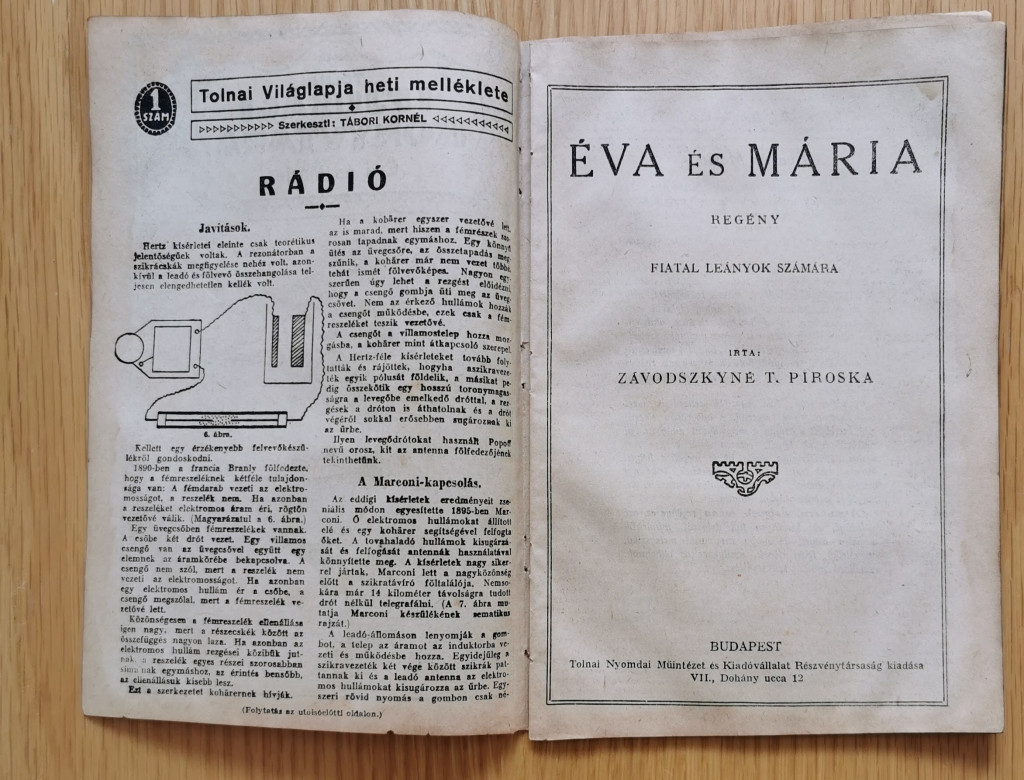 1
SZÁM
Tolnai Világlapja heti melléklete
Szerkeszti: TÁBORI KORNÉL
RÁDIÓ
Javítások.
Hertz kísérletei eleinte csak teoretikus
jelentőségűek voltak. A rezonátorban a
szikrácskák megfigyelése nehéz volt, azon-
kívül a leadó és fölvevő összehangolása tel-
jesen elengedhetetlen kellék volt.
6. ábra.
Kellett egy érzékenyebb felvevőkészü-
lékről gondoskodni.
1890-ben a francia Branly fölfedezte,
hogy a fémreszeléknek kétféle tulajdon-
sága van: A fémdarab vezeti az elektro-
mosságot, a reszelék nem. Ha azonban
a reszeléket elektromos áram éri, rögtön
vezetővé válik. (Magyarázatul a 6. ábra.)
Egy üvegcsőben fémreszelékek vannak.
A csőbe két drót vezet. Egy villamos
csengő van az üvegcsővel együtt egy
elemnek az áramkörébe bekapcsolva. A
csengő nem szól, mert a reszelék nem
vezeti az elektromosságot. Ha azonban
egy elektromos hullám ér a csőbe, a
csengő megszólal, mert a fémreszelék ve-
zetővé lett.
Közönségesen a fémreszelék ellenállása
igen nagy, mert a részecskék között az
összefüggés nagyon laza. Ha azonban az
elektromos hullám rezgései közibük jut-
nak, a reszelék egyes részei szorosabban
simulnak egymáshoz, az érintés bensőbb,
az ellenállásuk kisebb lesz.
Ezt a szerkezetet kohärernek hívják.
Ha a kohärer egyszer vezetővé lett,
az is marad, mert hiszen a fémrészek szo-
rosan tapadnak egymáshoz. Egy könnyű
ütés az üvegcsőre, az összetapadás meg-
szűnik, a kohärer már nem vezet többé,
tehát ismét fölvevőképes. Nagyon egy-
szerűen úgy lehet a rezgést előidézni,
hogy a csengő gombja üti meg az üveg-
csövet. Nem az érkező hullámok hozzák
a csengőt működésbe, ezek csak a fém-
reszeléket teszik vezetővé.
A csengőt a villamostelep hozza moz-
gásba, a kohärer mint átkapcsoló szerepel.
A Hertz-féle kísérleteket tovább foly-
tatták és rájöttek, hogyha aszikraveze-
ték egyik pólusát földelik, a másikat pe-
dig összekötik egy hosszú toronymagas-
ságra a levegőbe emelkedő dróttal, a rez-
gések a dróton is áthatolnak és a drót
végéről sokkal erősebben sugároznak ki
az űrbe.
Ilyen levegődrótokat használt Popoff
nevű orosz, kit az antenna fölfedezőjének
tekinthetünk.
A Marconi-kapcsolás.
Az eddigi kísérletek eredményeit zse-
niális módon egyesítette 1895-ben Mar-
coni. Ő elektromos hullámokat állított
elé és egy kohärer segítségével felfogta
őket. A tovahaladó hullámok kisugárzá-
sát és felfogását antennák használatával
könnyítette meg. A kísérletek nagy siker-
rel jártak, Marconi lett a nagyközönség
előtt a szikratávíró föltalálója. Nemso-
kára már 14 kilométer távolságra tudott
drót nélkül telegrafálni. (A 7. ábra mu-
tatja Marconi készülékének sematikus
rajzát.)
A leadó-állomáson lenyomják a gom-
bot, a telep az áramot az induktorba ve-
zeti és működésbe hozza. Egyidejűleg a
szikravezeték két vége között szikrák pat-
tannak ki és a leadó antenna az elektro-
mos hullámokat kisugározza az űrbe. Egy-
szeri rövid nyomás a gombon csak né-
(Folytatás az utolsóelőtti oldalon.)
ÉVA ÉS MÁRIA
REGÉNY
FIATAL LEÁNYOK SZÁMÁRA
IRTA:
ZÁVODSZKYNÉ T. PIROSKA
BUDAPEST
Tolnai Nyomdai Műintézet és Kiadóvállalat Részvénytársaság kiadása
VII., Dohány ucca 12